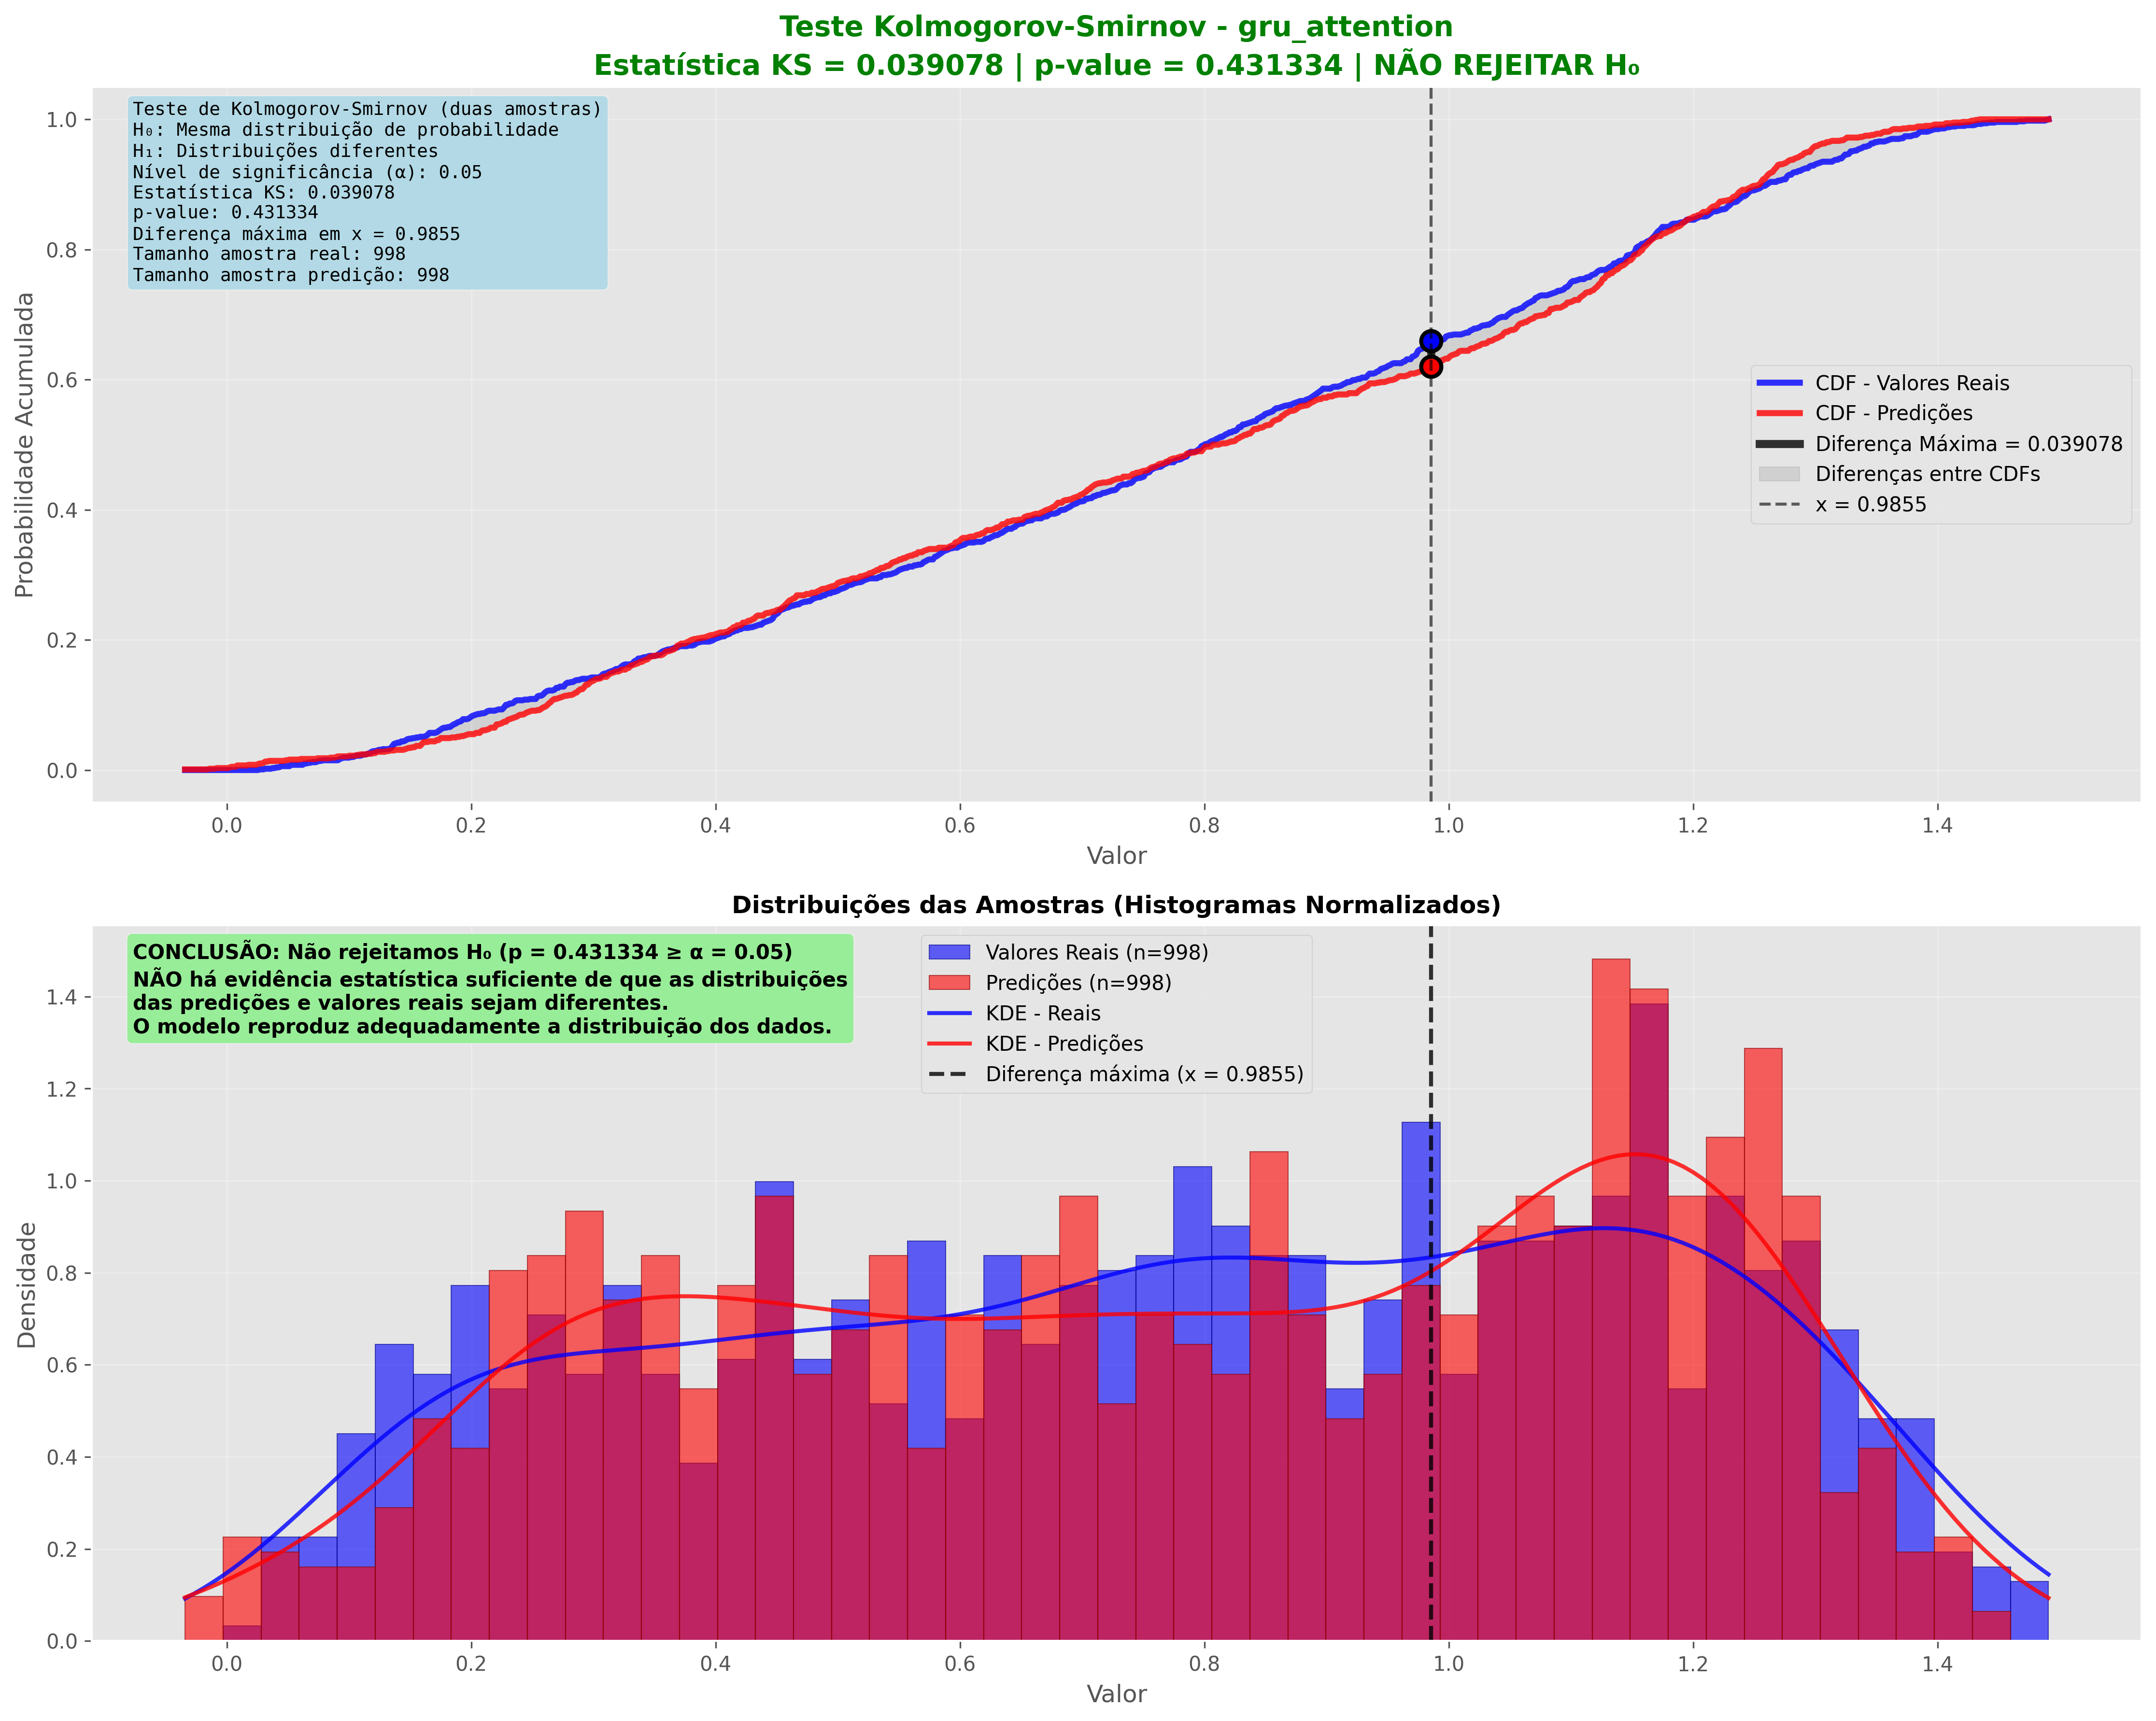 Teste Kolmogorov-Smirnov - gru_attention
Estatística KS = 0.039078 | p-value = 0.431334 | NÃO REJEITAR H₀
Teste de Kolmogorov-Smirnov (duas amostras)
H₀: Mesma distribuição de probabilidade
H₁: Distribuições diferentes
Nível de significância (α): 0.05
Estatística KS: 0.039078
p-value: 0.431334
Diferença máxima em x = 0.9855
Tamanho amostra real: 998
Tamanho amostra predição: 998
CDF - Valores Reais
CDF - Predições
Diferença Máxima = 0.039078
Diferenças entre CDFs
x = 0.9855
Probabilidade Acumulada
1.0
0.8
0.6
0.4
0.2
0.0
0.0 0.2 0.4 0.6 0.8 1.0 1.2 1.4
Valor
Distribuições das Amostras (Histogramas Normalizados)
CONCLUSÃO: Não rejeitamos H₀ (p = 0.431334 ≥ α = 0.05)
NÃO há evidência estatística suficiente de que as distribuições
das predições e valores reais sejam diferentes.
O modelo reproduz adequadamente a distribuição dos dados.
Valores Reais (n=998)
Predições (n=998)
KDE - Reais
KDE - Predições
Diferença máxima (x = 0.9855)
Densidade
1.4
1.2
1.0
0.8
0.6
0.4
0.2
0.0
0.0 0.2 0.4 0.6 0.8 1.0 1.2 1.4
Valor